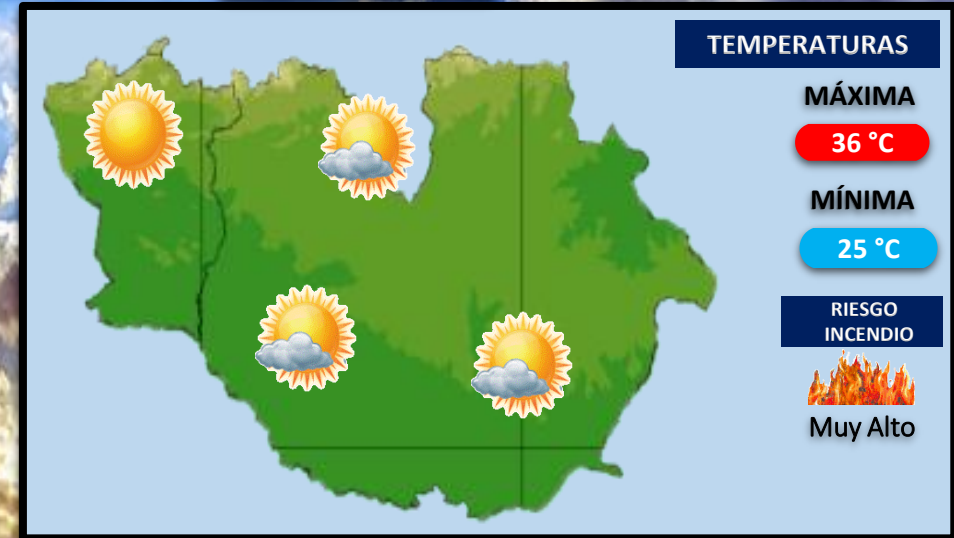 TEMPERATURAS
MÁXIMA
36 °C
MÍNIMA
25 °C
RIESGO
INCENDIO
Muy Alto